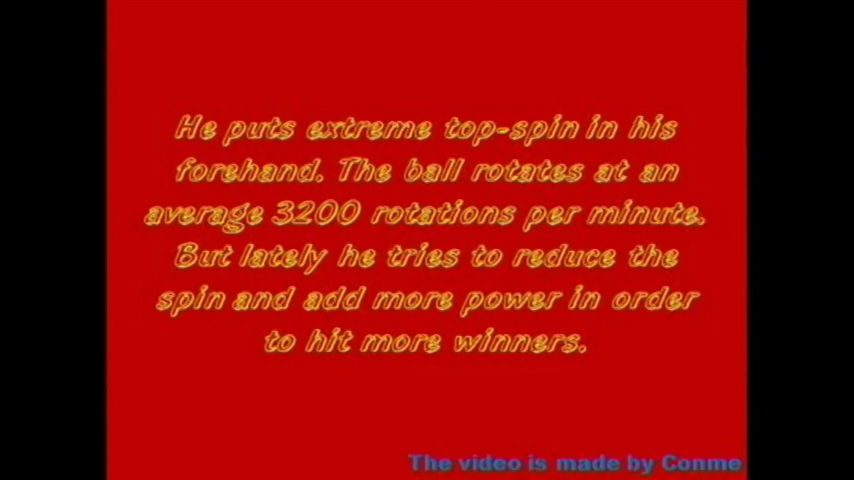 He puts extreme top-spin in his
forehand. The ball rotates at an
average 3200 rotations per minute.
But lately he tries to reduce the
spin and add more power in order
to hit more winners.
The video is made by Conme